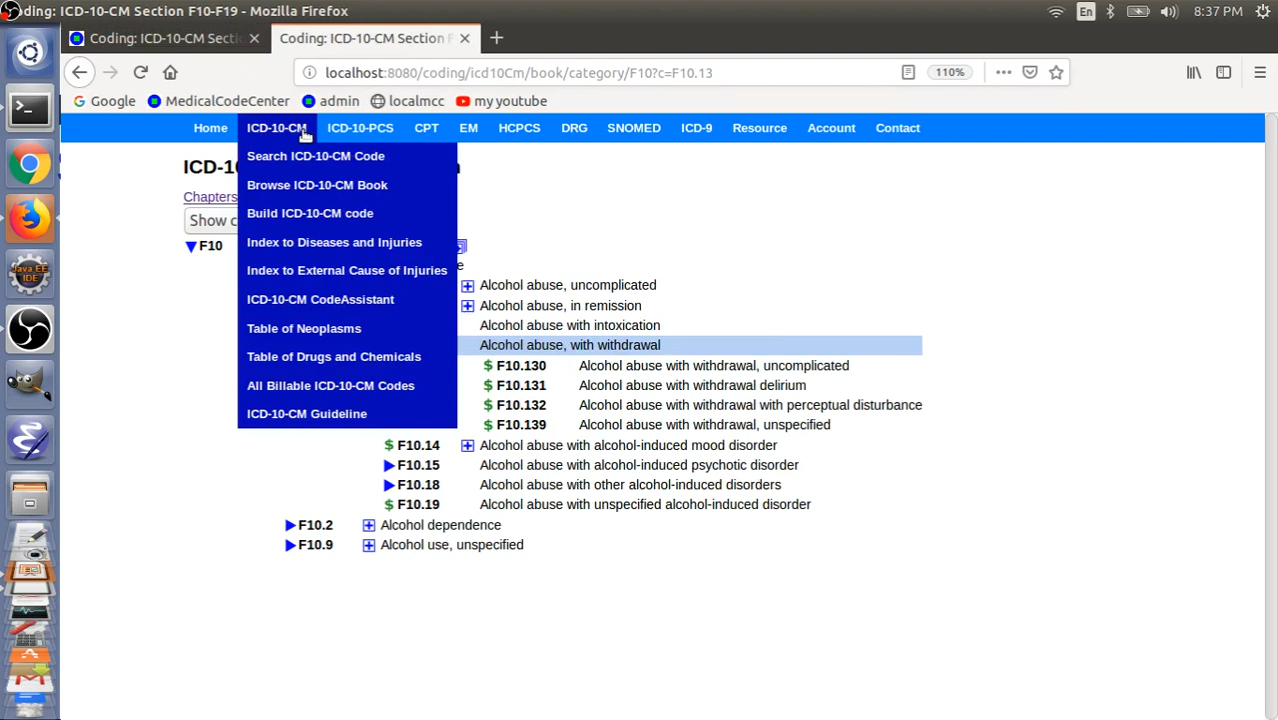 oding: ICD-10-CM Section F10-F19 - Mozilla Firefox
En
8:37 PM
Coding: ICD-10-CM Secti
Coding: ICD-10-CM Section F
localhost:8080/coding/icd10Cm/book/category/F10?c=F10.13
110%
Google
MedicalCodeCenter
admin
localmcc
my youtube
Home
ICD-10-CM
ICD-10-PCS
CPT
EM
HCPCS
DRG
SNOMED
ICD-9
Resource
Account
Contact
Search ICD-10-CM Code
Browse ICD-10-CM Book
Build ICD-10-CM code
Index to Diseases and Injuries
Index to External Cause of Injuries
ICD-10-CM CodeAssistant
Table of Neoplasms
Table of Drugs and Chemicals
All Billable ICD-10-CM Codes
ICD-10-CM Guideline
ICD-10
Chapters
Show c
F10
Alcohol abuse, uncomplicated
Alcohol abuse, in remission
Alcohol abuse with intoxication
Alcohol abuse, with withdrawal
$ F10.130 Alcohol abuse with withdrawal, uncomplicated
$ F10.131 Alcohol abuse with withdrawal delirium
$ F10.132 Alcohol abuse with withdrawal with perceptual disturbance
$ F10.139 Alcohol abuse with withdrawal, unspecified
$ F10.14 Alcohol abuse with alcohol-induced mood disorder
F10.15 Alcohol abuse with alcohol-induced psychotic disorder
F10.18 Alcohol abuse with other alcohol-induced disorders
$ F10.19 Alcohol abuse with unspecified alcohol-induced disorder
F10.2 Alcohol dependence
F10.9 Alcohol use, unspecified
Java EE
IDE